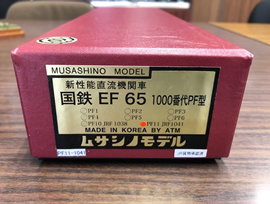 MUSASHINO MODEL
新性能直流機関車
国鉄 EF 65 1000番代PF型
PF1 PF2 PF3
PF4 PF5 PF6
PF10 JRF1038 PF11 JRF1041
MADE IN KOREA BY ATM
ムサシノモデル
PF11-1041